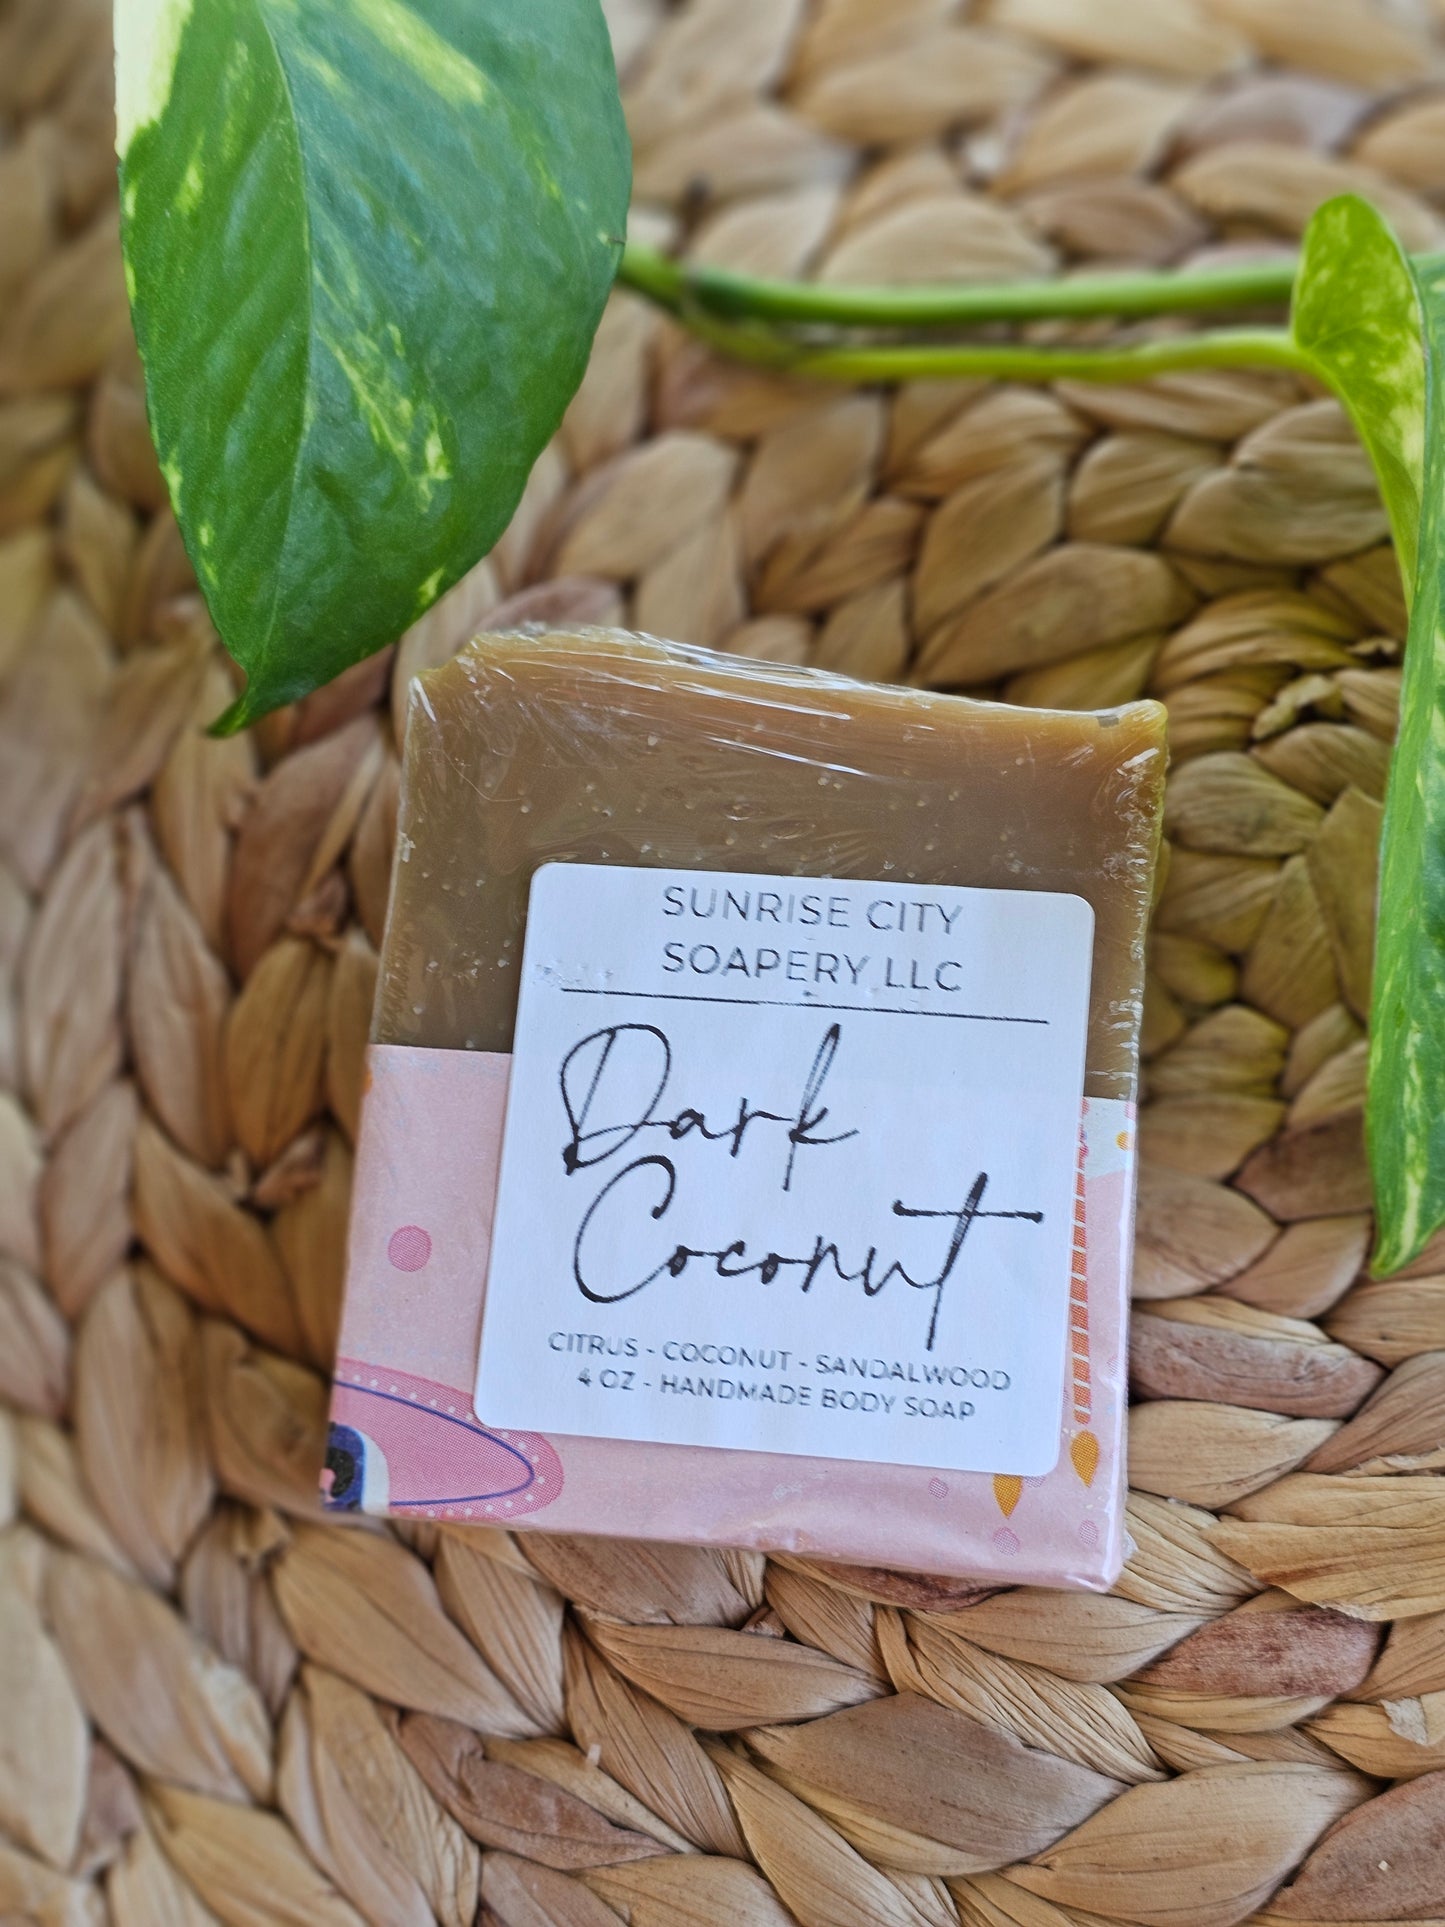 SUNRISE CITY
SOAPERY LLC
Dark
Coconut
CITRUS - COCONUT - SANDALWOOD
4 OZ - HANDMADE BODY SOAP